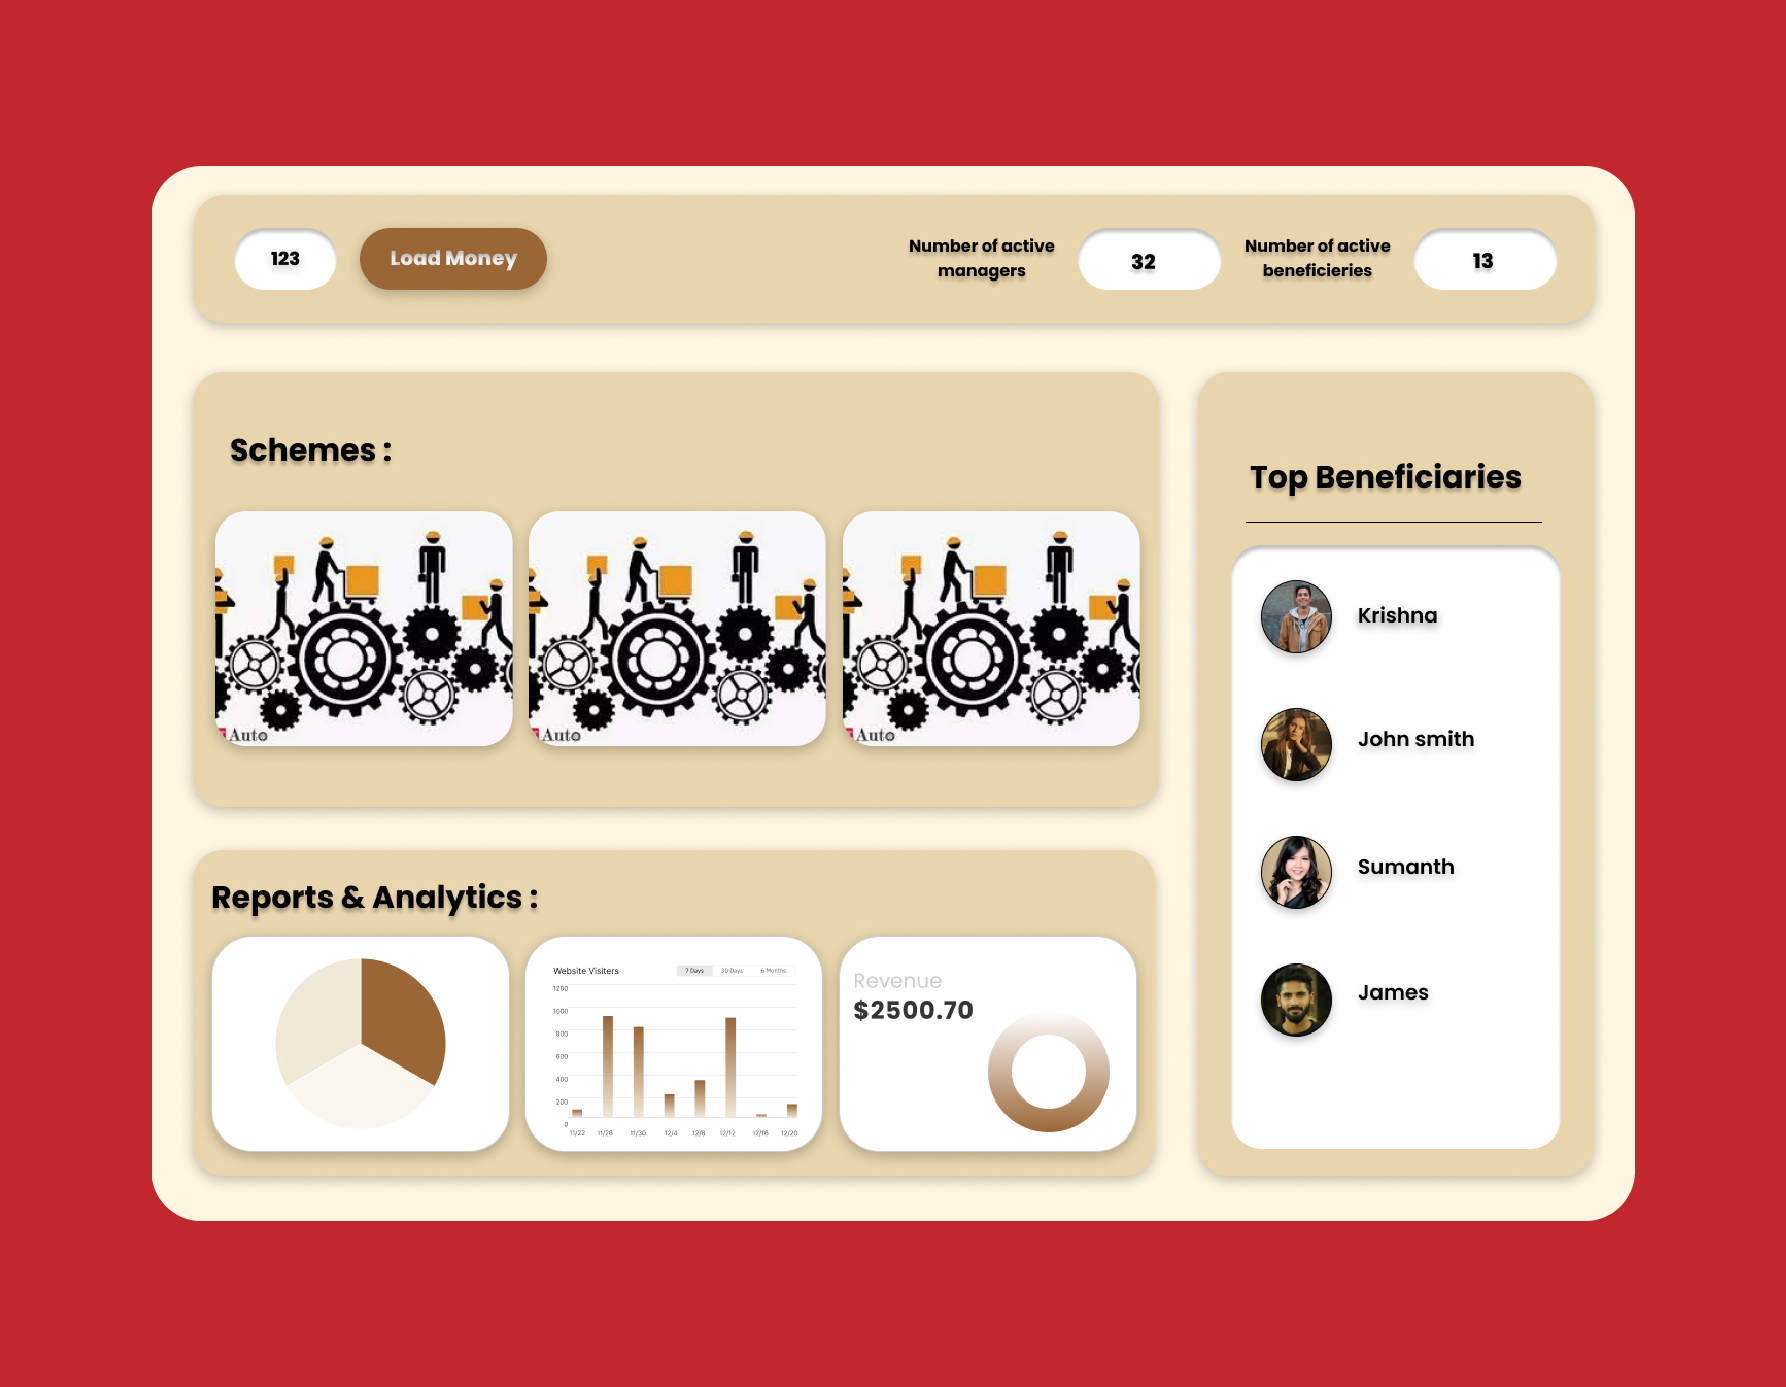 123
Load Money
Number of active
managers
32
Number of active
beneficieries
13
Schemes :
Auto
Auto
Auto
Top Beneficiaries
Krishna
John smith
Sumanth
James
Reports & Analytics :
Website Visiters
7 Days
30 Days
6 Months
1200
1000
800
600
400
200
0
11/22
11/26
11/30
12/4
12/8
12/12
12/16
12/20
Revenue
$2500.70